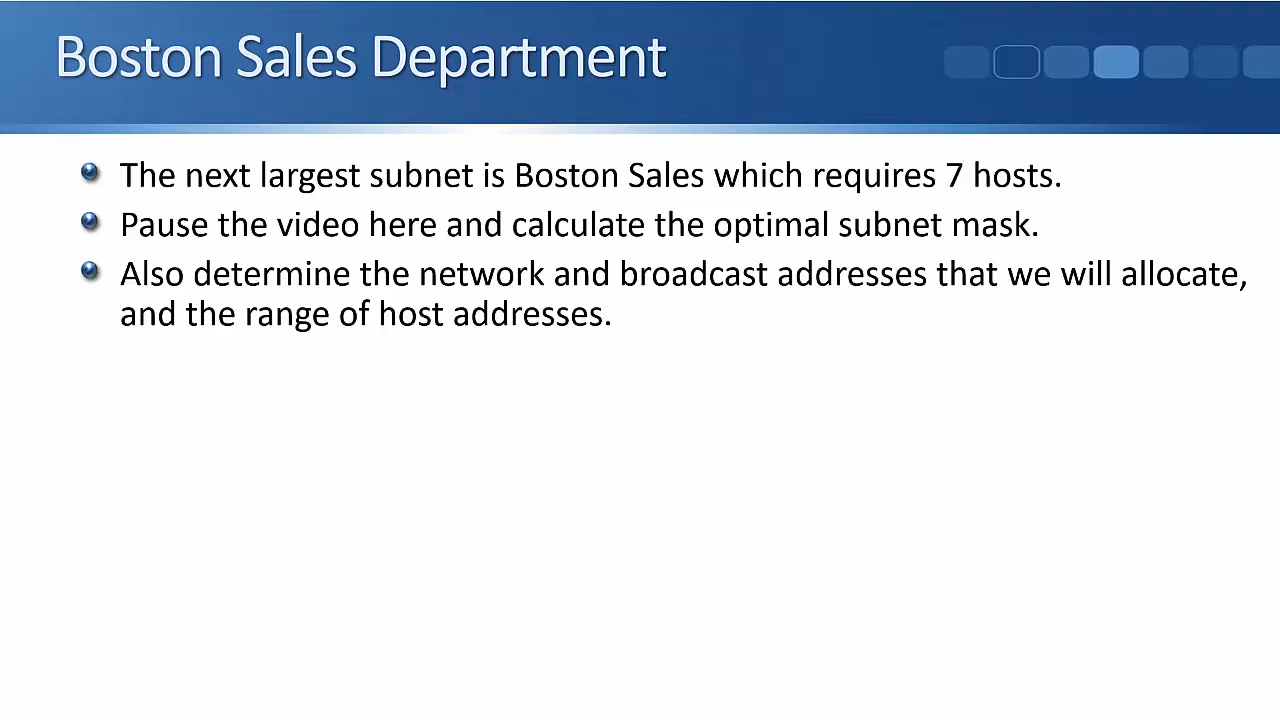 Boston Sales Department
The next largest subnet is Boston Sales which requires 7 hosts.
Pause the video here and calculate the optimal subnet mask.
Also determine the network and broadcast addresses that we will allocate,
and the range of host addresses.